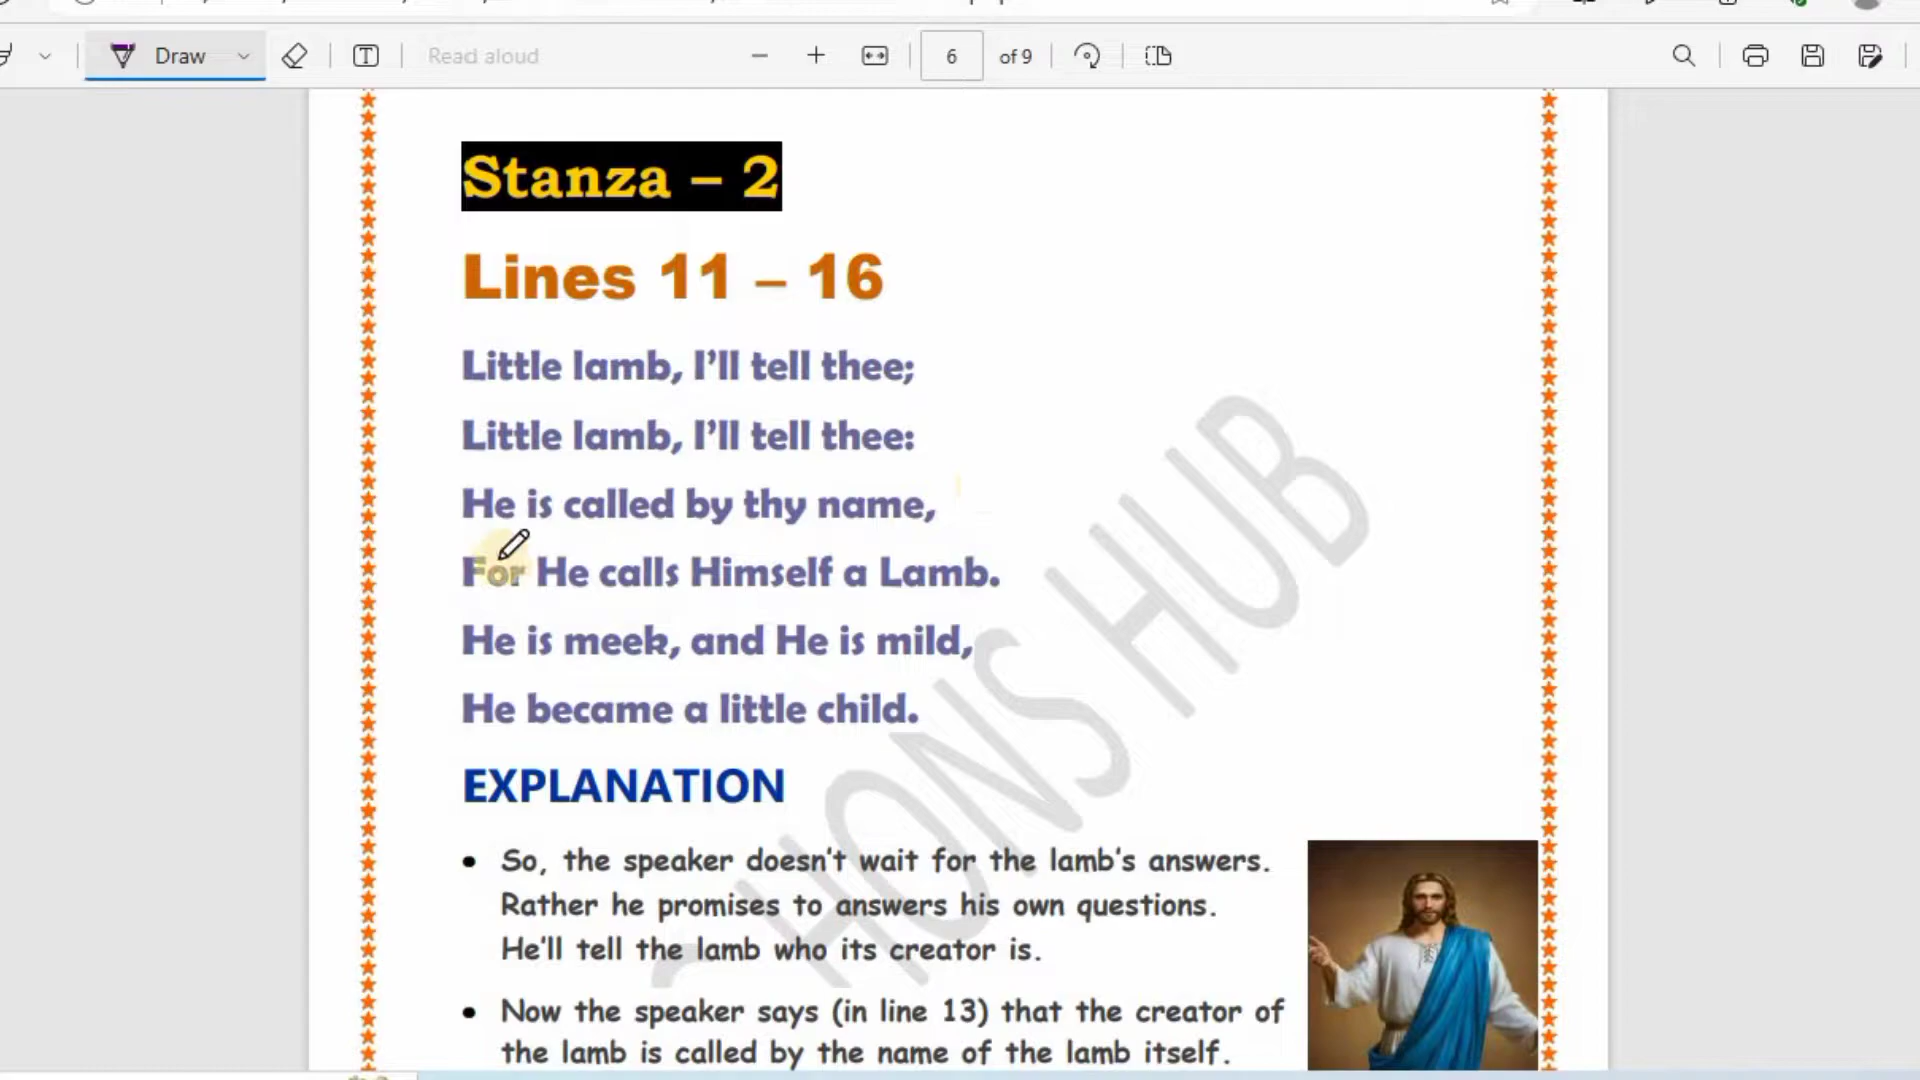 Draw
Read aloud
6 of 9
Stanza – 2
Lines 11 – 16
Little lamb, I’ll tell thee;
Little lamb, I’ll tell thee:
He is called by thy name,
For He calls Himself a Lamb.
He is meek, and He is mild,
He became a little child.
EXPLANATION
• So, the speaker doesn’t wait for the lamb’s answers.
Rather he promises to answers his own questions.
He’ll tell the lamb who its creator is.
• Now the speaker says (in line 13) that the creator of
the lamb is called by the name of the lamb itself.
HONS HUB